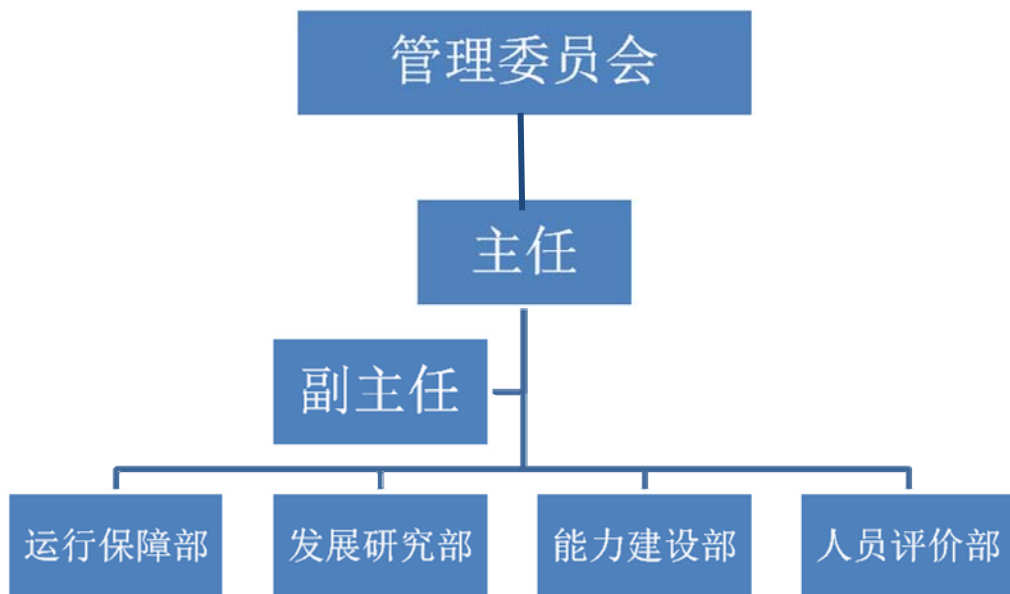 管理委员会
主任
副主任
运行保障部
发展研究部
能力建设部
人员评价部